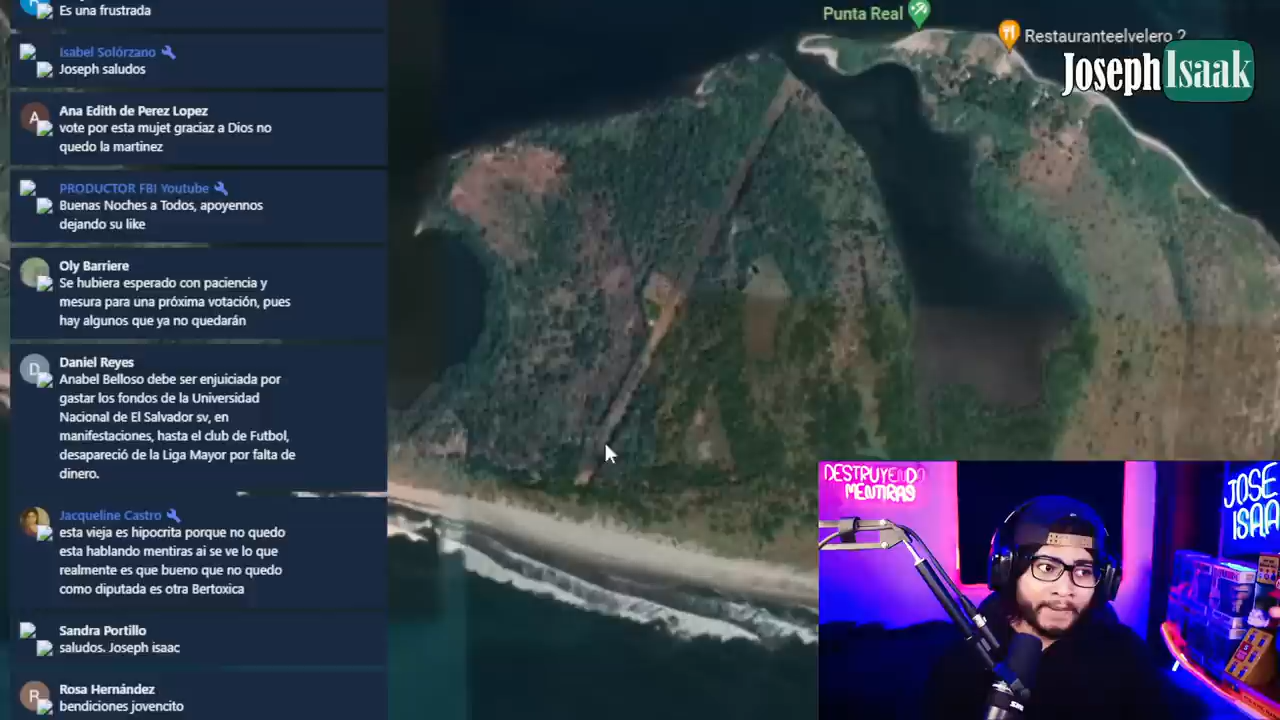 Es una frustrada
Isabel Solórzano
Joseph saludos
Ana Edith de Perez Lopez
vote por esta mujet graciaz a Dios no
quedo la martinez
PRODUCTOR FBI Youtube
Buenas Noches a Todos, apoyennos
dejando su like
Oly Barriere
Se hubiera esperado con paciencia y
mesura para una próxima votación, pues
hay algunos que ya no quedarán
Daniel Reyes
Anabel Belloso debe ser enjuiciada por
gastar los fondos de la Universidad
Nacional de El Salvador sv, en
manifestaciones, hasta el club de Futbol,
desapareció de la Liga Mayor por falta de
dinero.
Jacqueline Castro
esta vieja es hipocrita porque no quedo
esta hablando mentiras ai se ve lo que
realmente es que bueno que no quedo
como diputada es otra Bertoxica
Sandra Portillo
saludos. Joseph isaac
Rosa Hernández
bendiciones jovencito
A
D
R
Punta Real
Restauranteelvelero 2
Joseph Isaak
DESTRUYENDO
MENTIRAS
JOSE
ISAA